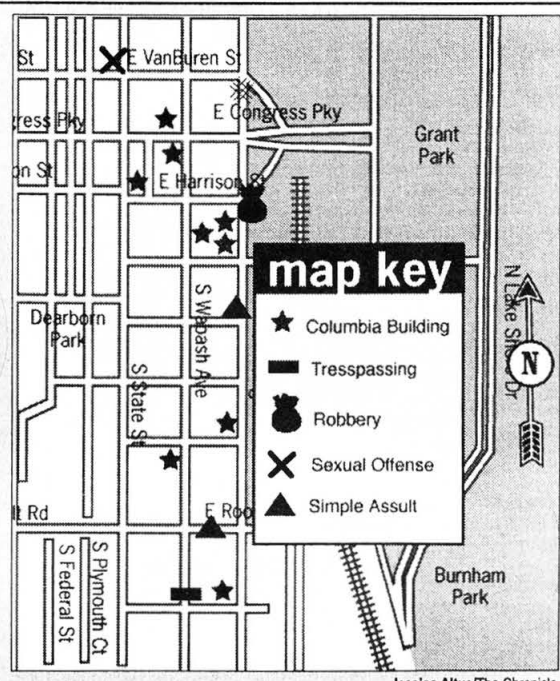 St
E VanBuren St
ress Pky
E Congress Pky
Grant
Park
on St
E Harrison St
map key
Columbia Building
Tresspassing
Robbery
Sexual Offense
Simple Assult
N Lake Shore Dr
N
Dearborn
Park
S Wabash Ave
S State St
lt Rd
E Roo
S Plymouth Ct
S Federal St
Burnham
Park
The Chronicle